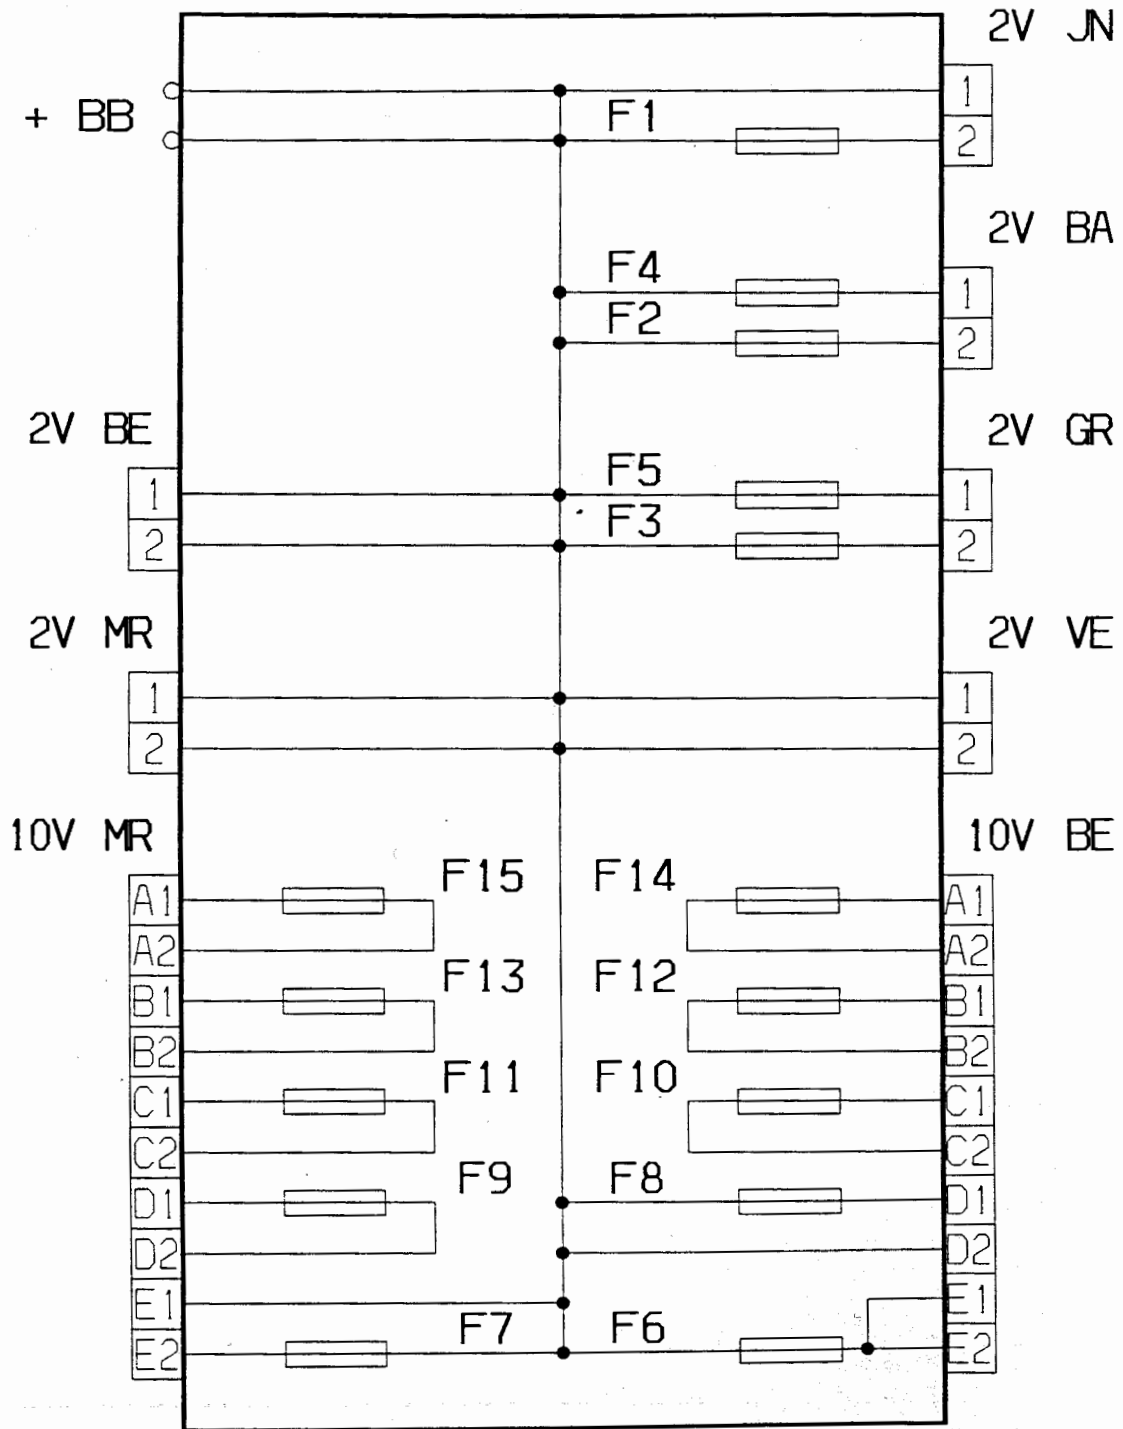 2V JN
1
+ BB
F1
2
2V BA
F4
1
F2
2
2V BE
2V GR
1
F5
1
2
F3
2
2V MR
2V VE
1
1
2
2
10V MR
10V BE
A1
F15
F14
A1
A2
A2
B1
F13
F12
B1
B2
B2
C1
F11
F10
C1
C2
C2
D1
F9
F8
D1
D2
D2
E1
E1
E2
F7
F6
E2